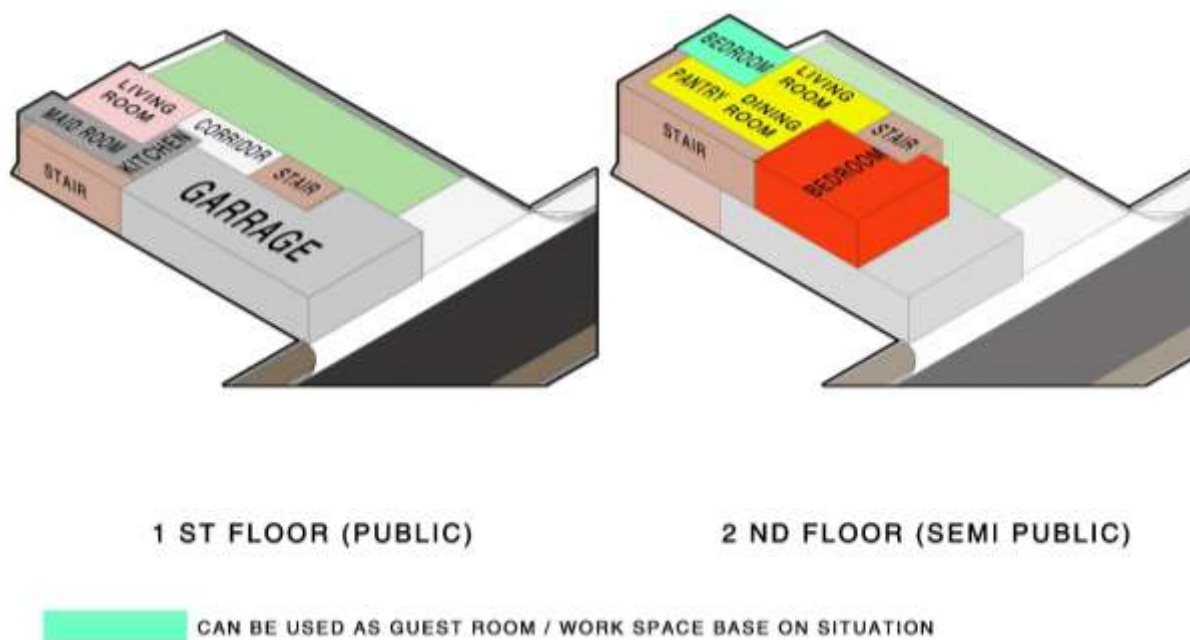 LIVING
ROOM
MAID ROOM
KITCHEN
CORRIDOR
STAIR
STAIR
GARRAGE
BEDROOM
LIVING
ROOM
PANTRY
DINING
ROOM
STAIR
STAIR
BEDROOM
1 ST FLOOR (PUBLIC)
2 ND FLOOR (SEMI PUBLIC)
CAN BE USED AS GUEST ROOM / WORK SPACE BASE ON SITUATION